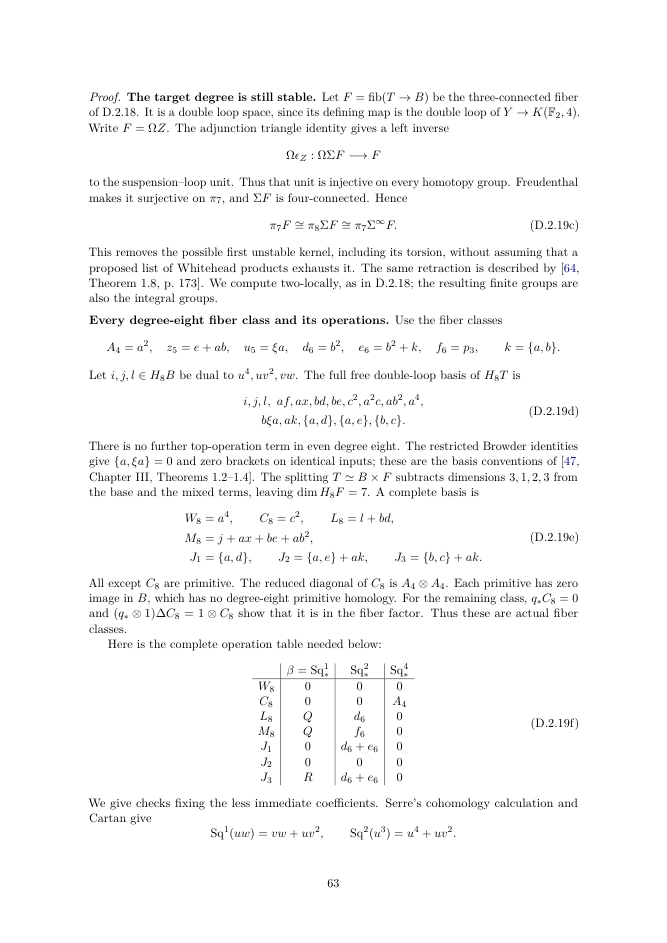 Proof. The target degree is still stable. Let F = fib(T → B) be the three-connected fiber
of D.2.18. It is a double loop space, since its defining map is the double loop of Y → K(𝔽₂, 4).
Write F = ΩZ. The adjunction triangle identity gives a left inverse
Ωϵ_Z : ΩΣF ⟶ F
to the suspension–loop unit. Thus that unit is injective on every homotopy group. Freudenthal
makes it surjective on π₇, and ΣF is four-connected. Hence
π₇F ≅ π₈ΣF ≅ π₇Σ^∞F. (D.2.19c)
This removes the possible first unstable kernel, including its torsion, without assuming that a
proposed list of Whitehead products exhausts it. The same retraction is described by [64,
Theorem 1.8, p. 173]. We compute two-locally, as in D.2.18; the resulting finite groups are
also the integral groups.
Every degree-eight fiber class and its operations. Use the fiber classes
A₄ = a², z₅ = e + ab, u₅ = ξa, d₆ = b², e₆ = b² + k, f₆ = p₃, k = {a, b}.
Let i, j, l ∈ H₈B be dual to u⁴, uv², vw. The full free double-loop basis of H₈T is
i, j, l, af, ax, bd, be, c², a²c, ab², a⁴,
bξa, ak, {a, d}, {a, e}, {b, c}.
(D.2.19d)
There is no further top-operation term in even degree eight. The restricted Browder identities
give {a, ξa} = 0 and zero brackets on identical inputs; these are the basis conventions of [47,
Chapter III, Theorems 1.2–1.4]. The splitting T ≃ B × F subtracts dimensions 3, 1, 2, 3 from
the base and the mixed terms, leaving dim H₈F = 7. A complete basis is
W₈ = a⁴, C₈ = c², L₈ = l + bd,
M₈ = j + ax + be + ab²,
J₁ = {a, d}, J₂ = {a, e} + ak, J₃ = {b, c} + ak.
(D.2.19e)
All except C₈ are primitive. The reduced diagonal of C₈ is A₄ ⊗ A₄. Each primitive has zero
image in B, which has no degree-eight primitive homology. For the remaining class, q_*C₈ = 0
and (q_* ⊗ 1)ΔC₈ = 1 ⊗ C₈ show that it is in the fiber factor. Thus these are actual fiber
classes.
Here is the complete operation table needed below:
β = Sq¹_* Sq²_* Sq⁴_*
W₈ 0 0 0
C₈ 0 0 A₄
L₈ Q d₆ 0
M₈ Q f₆ 0
J₁ 0 d₆ + e₆ 0
J₂ 0 0 0
J₃ R d₆ + e₆ 0
(D.2.19f)
We give checks fixing the less immediate coefficients. Serre's cohomology calculation and
Cartan give
Sq¹(uw) = vw + uv², Sq²(u³) = u⁴ + uv².
63